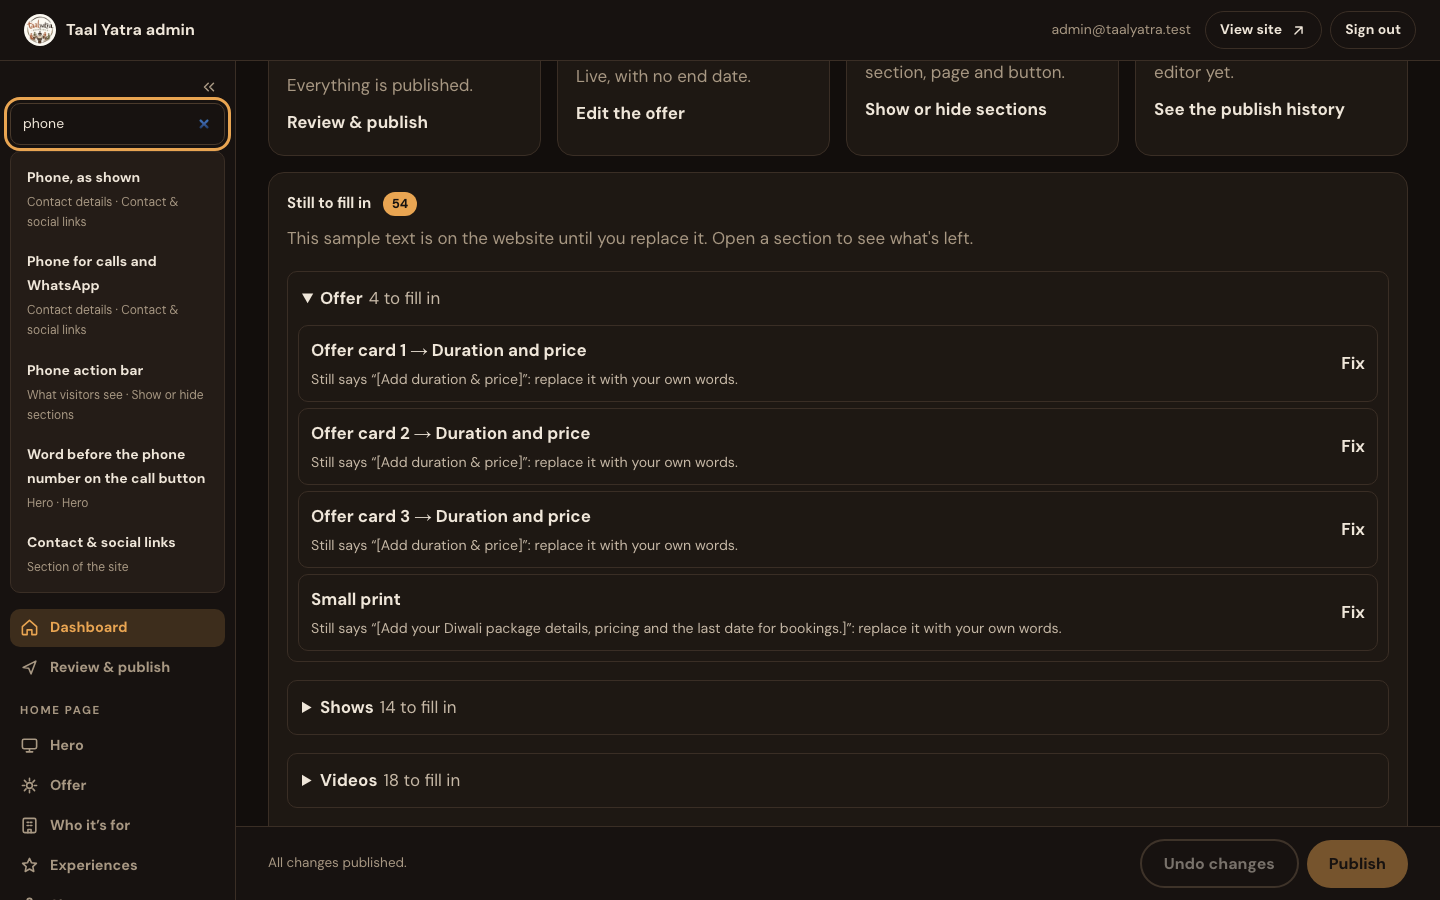 Taal Yatra admin
admin@taalyatra.test
View site
Sign out
phone
Phone, as shown
Contact details · Contact &
social links
Phone for calls and
WhatsApp
Contact details · Contact &
social links
Phone action bar
What visitors see · Show or hide
sections
Word before the phone
number on the call button
Hero · Hero
Contact & social links
Section of the site
Dashboard
Review & publish
HOME PAGE
Hero
Offer
Who it’s for
Experiences
Everything is published.
Review & publish
Live, with no end date.
Edit the offer
section, page and button.
Show or hide sections
editor yet.
See the publish history
Still to fill in 54
This sample text is on the website until you replace it. Open a section to see what's left.
Offer 4 to fill in
Offer card 1 → Duration and price
Still says “[Add duration & price]”: replace it with your own words.
Fix
Offer card 2 → Duration and price
Still says “[Add duration & price]”: replace it with your own words.
Fix
Offer card 3 → Duration and price
Still says “[Add duration & price]”: replace it with your own words.
Fix
Small print
Still says “[Add your Diwali package details, pricing and the last date for bookings.]”: replace it with your own words.
Fix
Shows 14 to fill in
Videos 18 to fill in
All changes published.
Undo changes
Publish